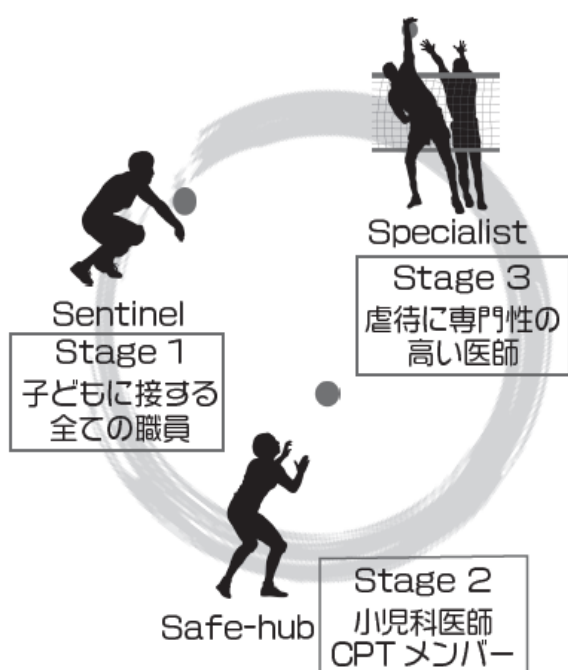 Sentinel
Stage 1
子どもに接する
全ての職員
Safe-hub
Stage 2
小児科医師
CPT メンバー
Specialist
Stage 3
虐待に専門性の
高い医師